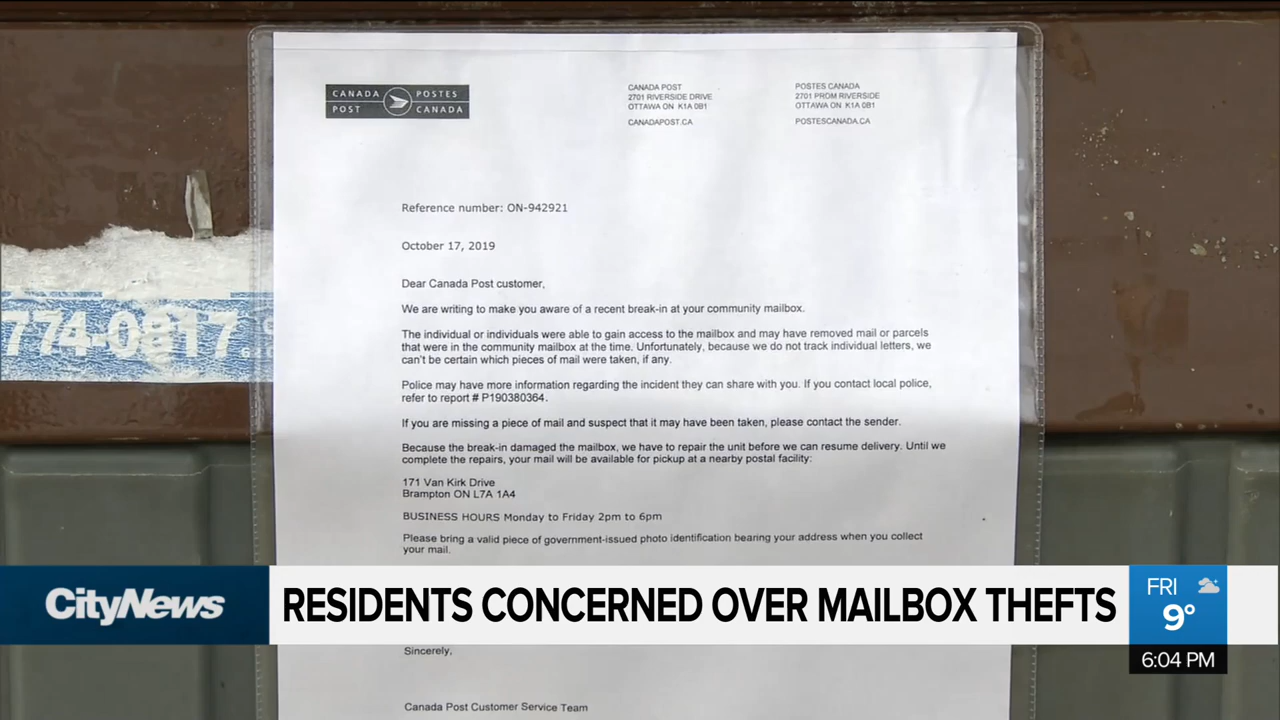 CANADA POSTES
POST CANADA
CANADA POST
2701 RIVERSIDE DRIVE
OTTAWA ON K1A 0B1
CANADAPOST.CA
POSTES CANADA
2701 PROM RIVERSIDE
OTTAWA ON K1A 0B1
POSTESCANADA.CA
Reference number: ON-942921
October 17, 2019
Dear Canada Post customer,
We are writing to make you aware of a recent break-in at your community mailbox.
The individual or individuals were able to gain access to the mailbox and may have removed mail or parcels
that were in the community mailbox at the time. Unfortunately, because we do not track individual letters, we
can't be certain which pieces of mail were taken, if any.
Police may have more information regarding the incident they can share with you. If you contact local police,
refer to report # P190380364.
If you are missing a piece of mail and suspect that it may have been taken, please contact the sender.
Because the break-in damaged the mailbox, we have to repair the unit before we can resume delivery. Until we
complete the repairs, your mail will be available for pickup at a nearby postal facility:
171 Van Kirk Drive
Brampton ON L7A 1A4
BUSINESS HOURS Monday to Friday 2pm to 6pm
Please bring a valid piece of government-issued photo identification bearing your address when you collect
your mail.
Sincerely,
Canada Post Customer Service Team
774-0817
CityNews
RESIDENTS CONCERNED OVER MAILBOX THEFTS
FRI
9°
6:04 PM